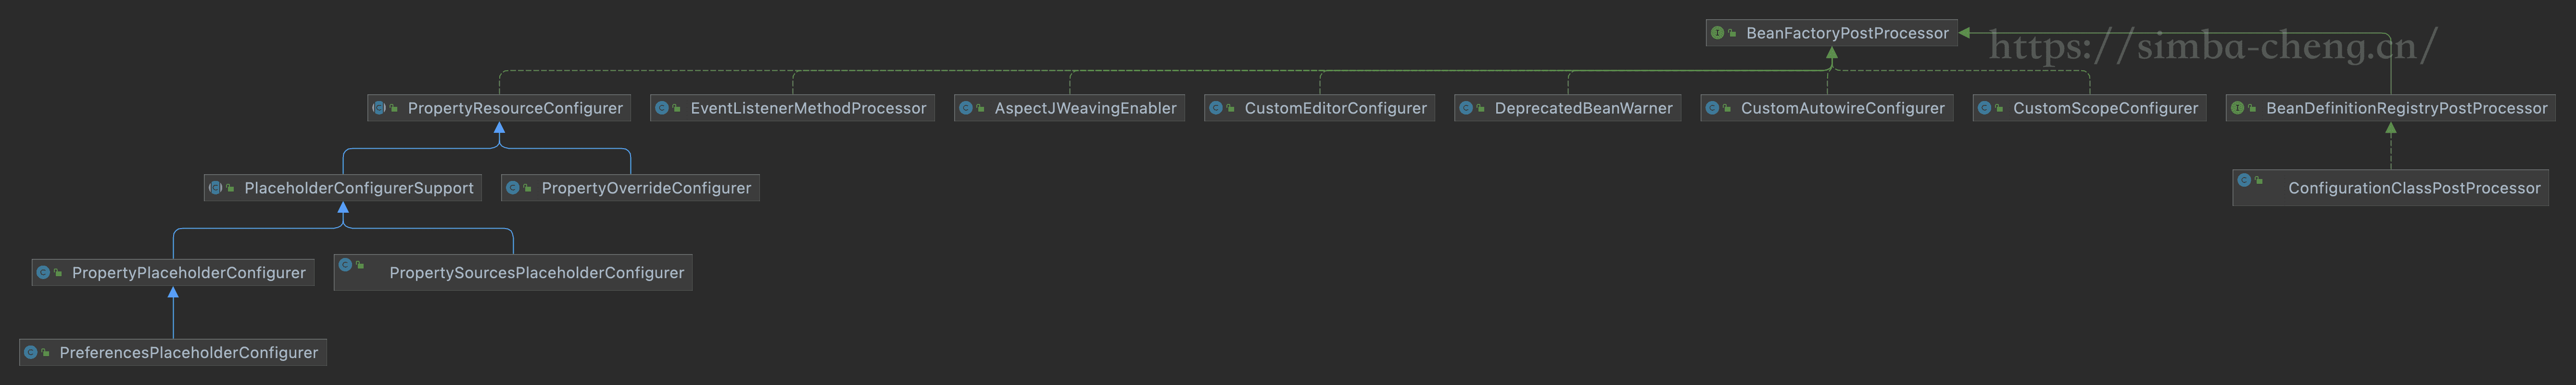 BeanFactoryPostProcessor
https://simba-cheng.cn/
PropertyResourceConfigurer
EventListenerMethodProcessor
AspectJWeavingEnabler
CustomEditorConfigurer
DeprecatedBeanWarner
CustomAutowireConfigurer
CustomScopeConfigurer
BeanDefinitionRegistryPostProcessor
PlaceholderConfigurerSupport
PropertyOverrideConfigurer
ConfigurationClassPostProcessor
PropertyPlaceholderConfigurer
PropertySourcesPlaceholderConfigurer
PreferencesPlaceholderConfigurer